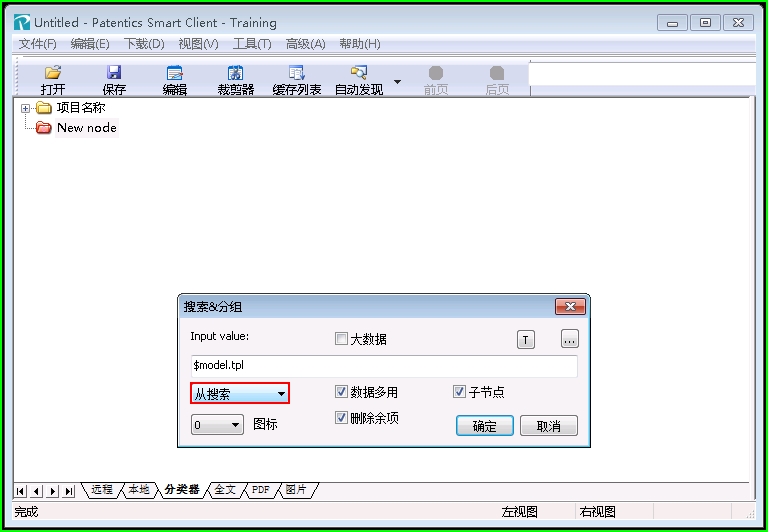 Untitled - Patentics Smart Client - Training
文件(F) 编辑(E) 下载(D) 视图(V) 工具(T) 高级(A) 帮助(H)
打开 保存 编辑 裁剪器 缓存列表 自动发现 前页 后页
项目名称
New node
搜索&分组
Input value: 大数据 T ...
$model.tpl
从搜索 数据多用 子节点
0 图标 删除余项 确定 取消
远程 本地 分类器 全文 PDF 图片
完成 左视图 右视图